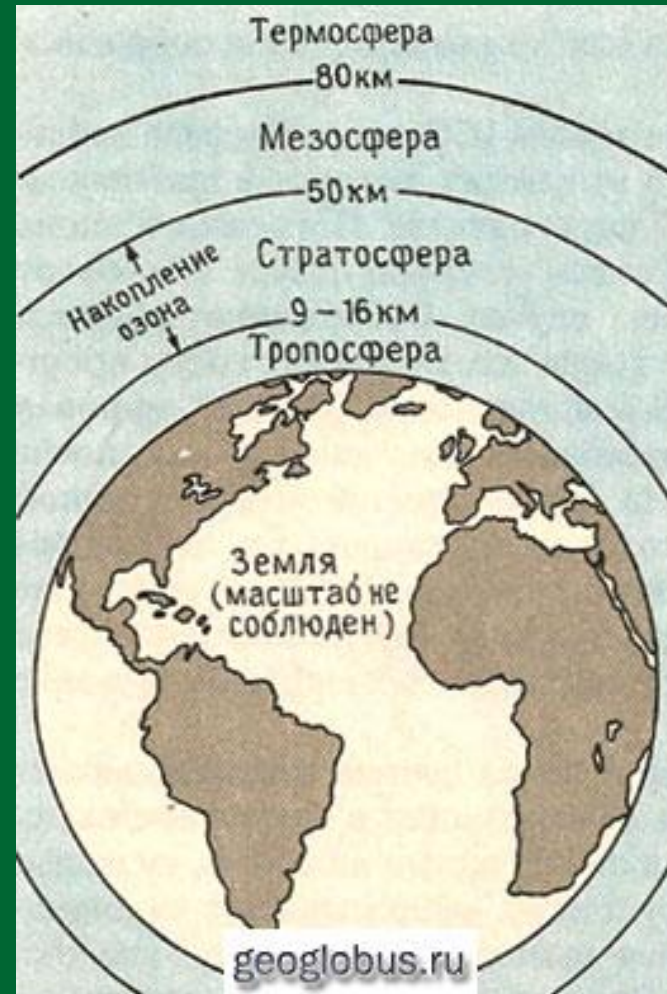 Термосфера
80км
Мезосфера
50км
Стратосфера
Накопление
озона
9-16км
Тропосфера
Земля
(масштаб не
соблюден)
geoglobus.ru